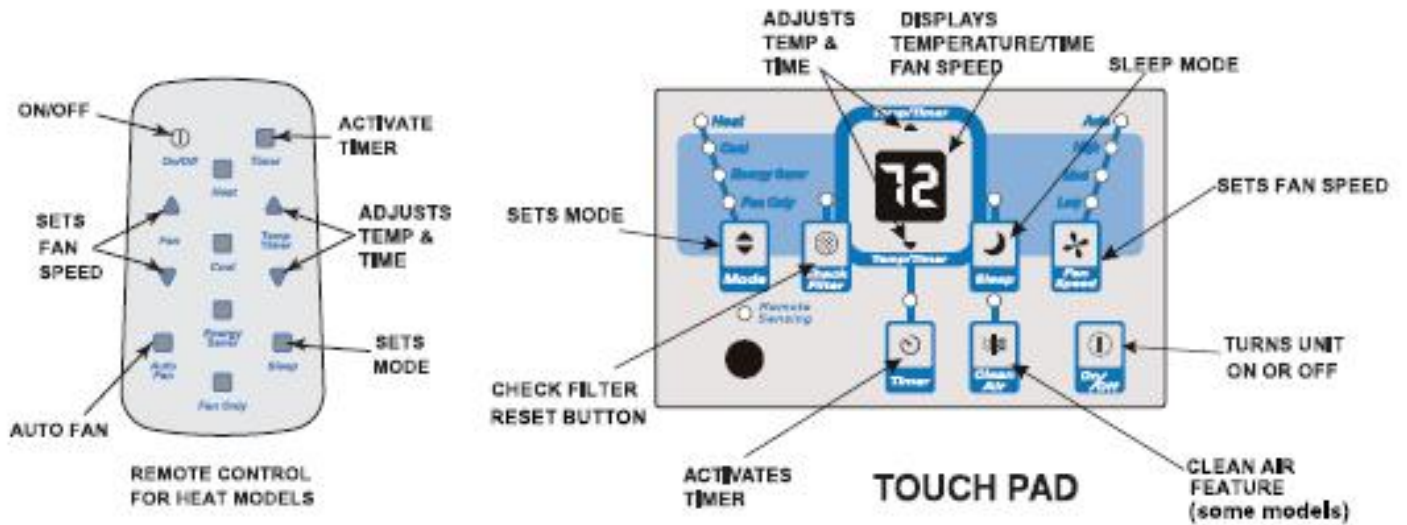 ON/OFF
ACTIVATE
TIMER
On/Off
Timer
Heat
SETS
FAN
SPEED
Fan
Temp
Timer
ADJUSTS
TEMP &
TIME
Cool
Energy
Saver
Auto
Fan
Sleep
SETS
MODE
Fan Only
AUTO FAN
REMOTE CONTROL
FOR HEAT MODELS
ADJUSTS
TEMP &
TIME
DISPLAYS
TEMPERATURE/TIME
FAN SPEED
SLEEP MODE
Temp/Timer
Heat
Cool
Energy Saver
Fan Only
72
Auto
High
Med
Low
SETS MODE
SETS FAN SPEED
Mode
Check
Filter
Temp/Timer
Sleep
Fan
Speed
Remote
Sensing
Timer
Clean
Air
On/
/Off
CHECK FILTER
RESET BUTTON
TURNS UNIT
ON OR OFF
ACTIVATES
TIMER
TOUCH PAD
CLEAN AIR
FEATURE
(some models)